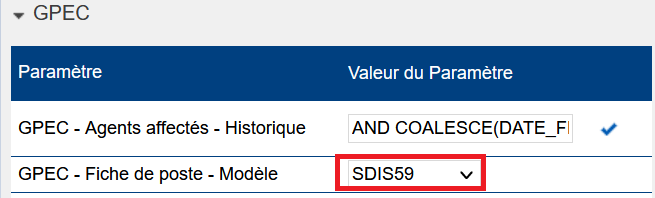 GPEC
Paramètre Valeur du Paramètre
GPEC - Agents affectés - Historique AND COALESCE(DATE_FI
GPEC - Fiche de poste - Modèle SDIS59